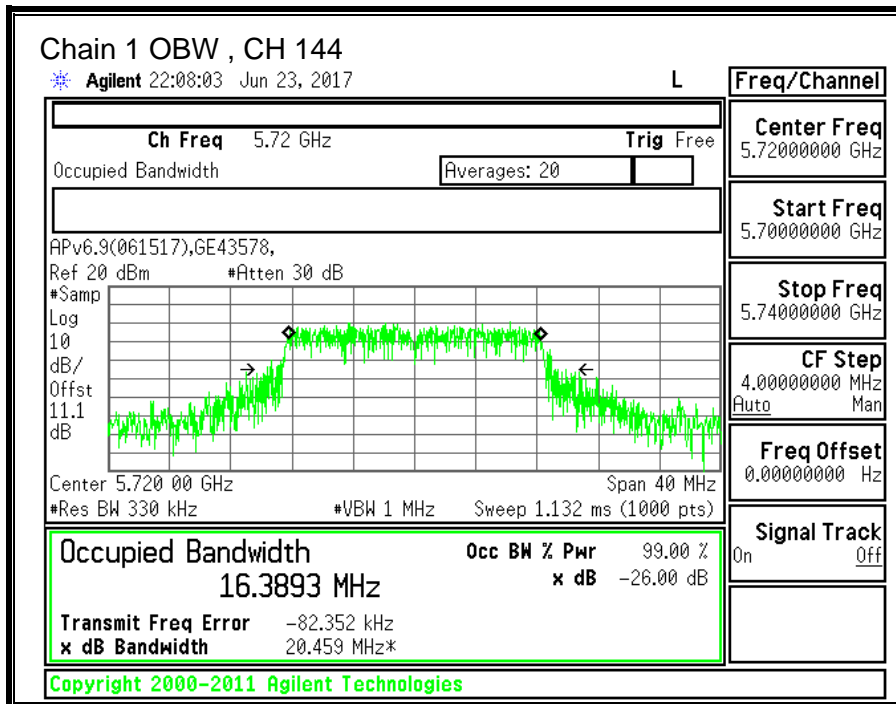 Chain 1 OBW , CH 144
Agilent 22:08:03 Jun 23, 2017 L
Ch Freq 5.72 GHz Trig Free
Occupied Bandwidth Averages: 20
APv6.9(061517),GE43578,
Ref 20 dBm #Atten 30 dB
#Samp
Log
10
dB/
Offst
11.1
dB
Center 5.720 00 GHz Span 40 MHz
#Res BW 330 kHz #VBW 1 MHz Sweep 1.132 ms (1000 pts)
Occupied Bandwidth Occ BW % Pwr 99.00 %
16.3893 MHz x dB -26.00 dB
Transmit Freq Error -82.352 kHz
x dB Bandwidth 20.459 MHz*
Copyright 2000-2011 Agilent Technologies
Freq/Channel
Center Freq
5.72000000 GHz
Start Freq
5.70000000 GHz
Stop Freq
5.74000000 GHz
CF Step
4.00000000 MHz
Auto Man
Freq Offset
0.00000000 Hz
Signal Track
On Off